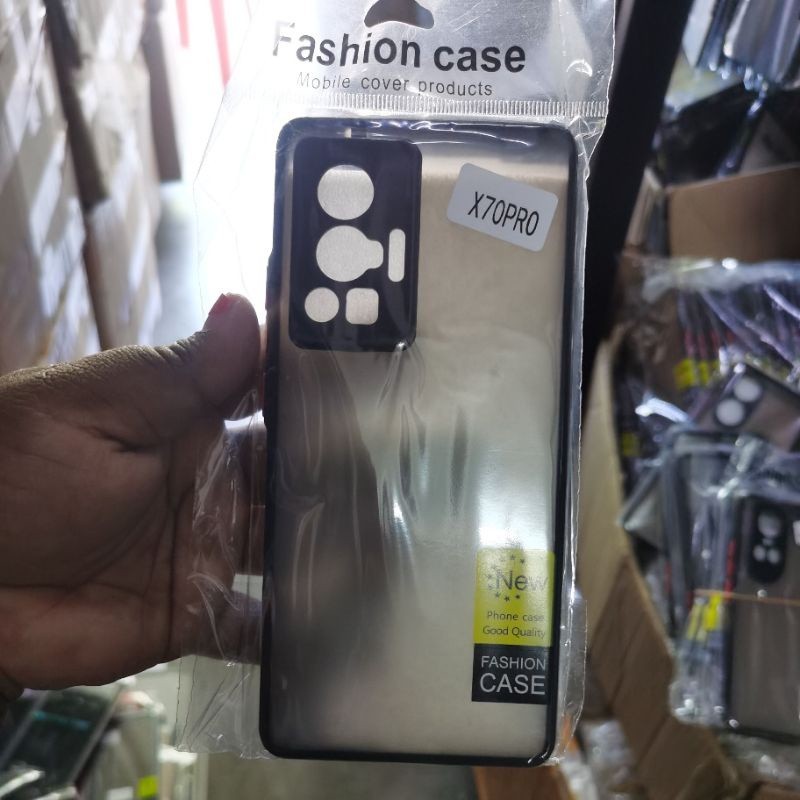 Fashion case
Mobile cover products
X70PRO
New
Phone case
Good Quality
FASHION
CASE